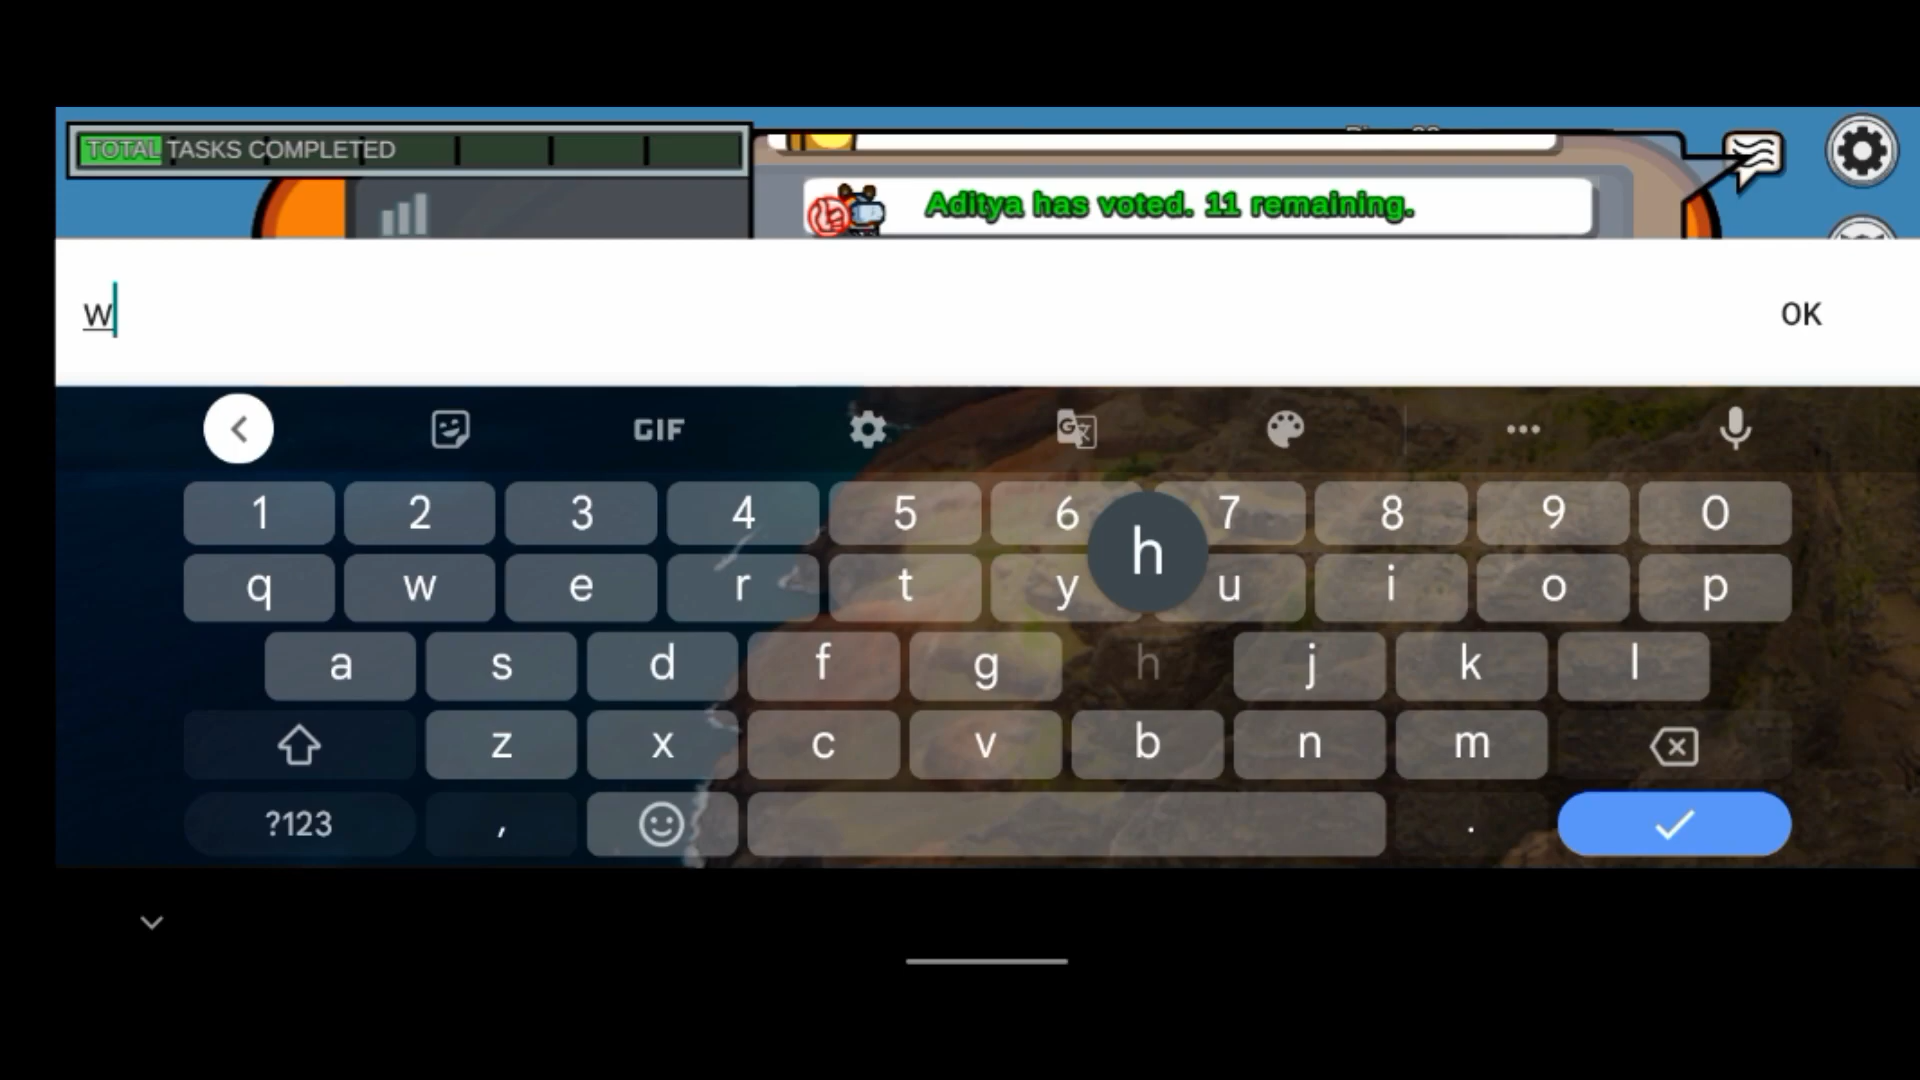 TOTAL TASKS COMPLETED
Aditya has voted. 11 remaining.
w
OK
GIF
1 2 3 4 5 6 7 8 9 0
q w e r t y u i o p
h
a s d f g h j k l
z x c v b n m
?123 , .